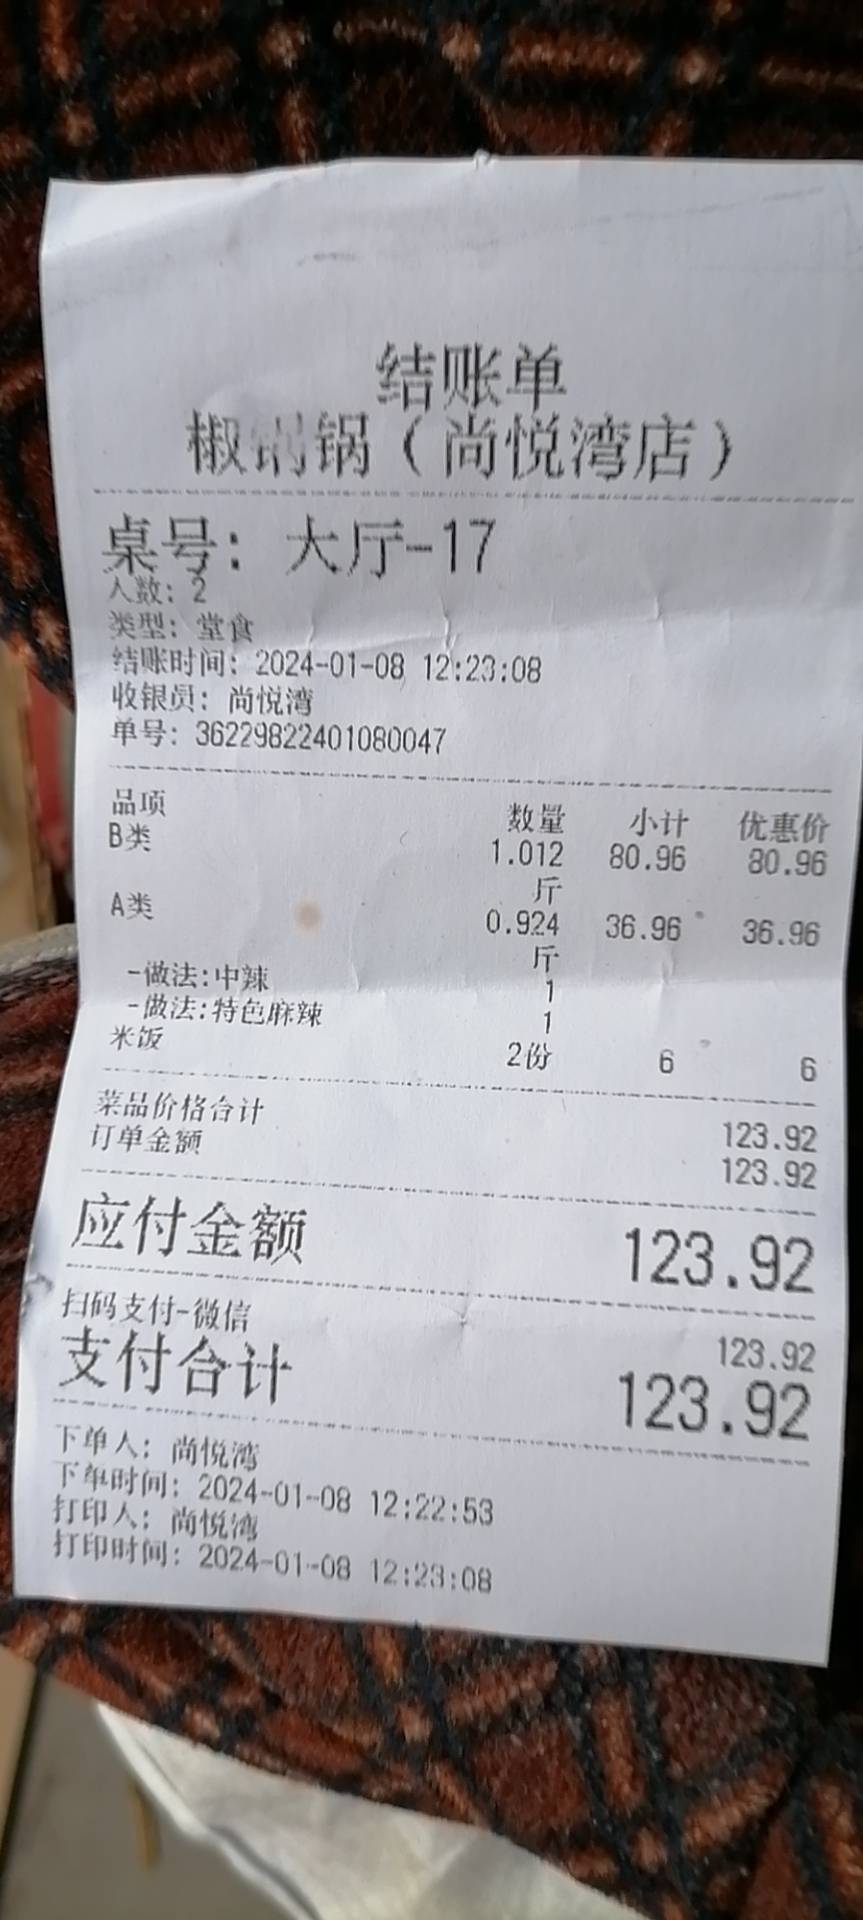 结账单
椒锅（尚悦湾店）
桌号：大厅-17
人数：2
类型：堂食
结账时间：2024-01-08 12:23:08
收银员：尚悦湾
单号：36229822401080047
品项 数量 小计 优惠价
B类 1.012 80.96 80.96
斤
A类 0.924 36.96 36.96
斤
-做法:中辣 1
-做法:特色麻辣 1
米饭 2份 6 6
菜品价格合计 123.92
订单金额 123.92
应付金额 123.92
扫码支付-微信 123.92
支付合计 123.92
下单人：尚悦湾
下单时间：2024-01-08 12:22:53
打印人：尚悦湾
打印时间：2024-01-08 12:23:08